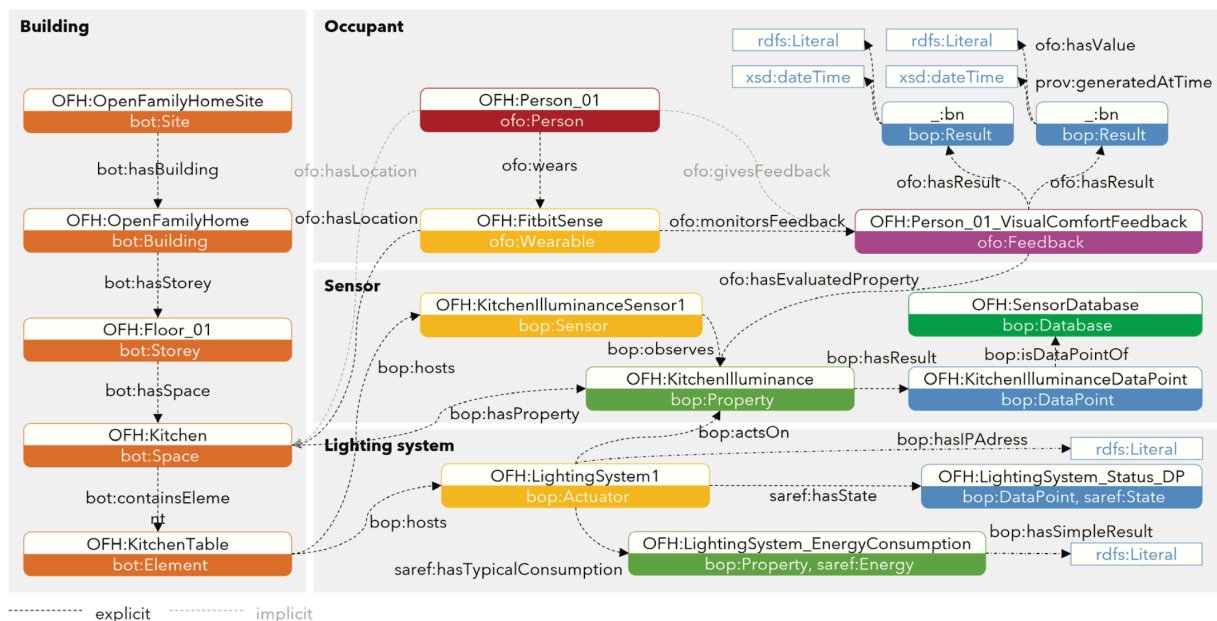 Building
OFH:OpenFamilyHomeSite
bot:Site
bot:hasBuilding
OFH:OpenFamilyHome
bot:Building
bot:hasStorey
OFH:Floor_01
bot:Storey
bot:hasSpace
OFH:Kitchen
bot:Space
bot:containsEleme
nt
OFH:KitchenTable
bot:Element
Occupant
rdfs:Literal
rdfs:Literal
ofo:hasValue
xsd:dateTime
xsd:dateTime
prov:generatedAtTime
OFH:Person_01
ofo:Person
_:bn
bop:Result
_:bn
bop:Result
ofo:hasLocation
ofo:wears
ofo:givesFeedback
ofo:hasResult
ofo:hasResult
ofo:hasLocation
OFH:FitbitSense
ofo:Wearable
ofo:monitorsFeedback
OFH:Person_01_VisualComfortFeedback
ofo:Feedback
ofo:hasEvaluatedProperty
Sensor
OFH:KitchenIlluminanceSensor1
bop:Sensor
OFH:SensorDatabase
bop:Database
bop:observes
bop:hasResult
bop:isDataPointOf
bop:hosts
OFH:KitchenIlluminance
bop:Property
OFH:KitchenIlluminanceDataPoint
bop:DataPoint
bop:hasProperty
bop:actsOn
Lighting system
bop:hasIPAdress
rdfs:Literal
OFH:LightingSystem1
bop:Actuator
saref:hasState
OFH:LightingSystem_Status_DP
bop:DataPoint, saref:State
bop:hosts
OFH:LightingSystem_EnergyConsumption
bop:Property, saref:Energy
bop:hasSimpleResult
rdfs:Literal
saref:hasTypicalConsumption
explicit
implicit